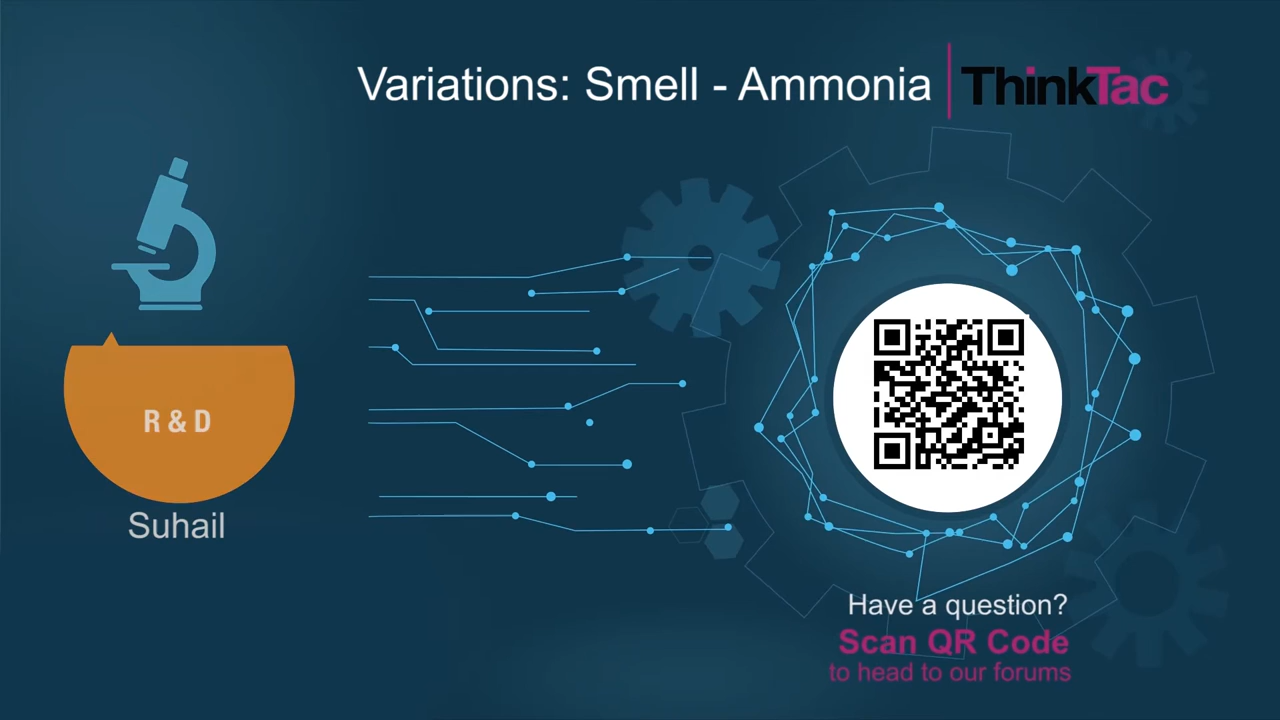 Variations: Smell - Ammonia
ThinkTac
R & D
Suhail
Have a question?
Scan QR Code
to head to our forums